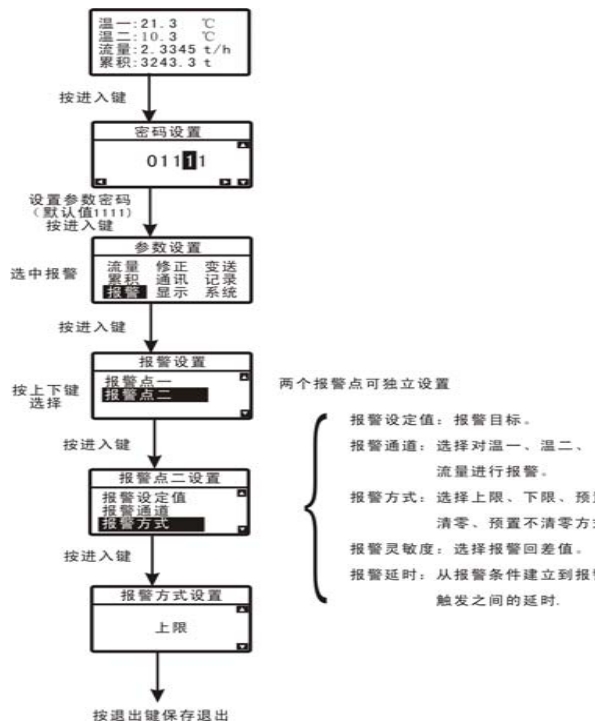 温一:21.3 ℃
温二:10.3 ℃
流量:2.3345 t/h
累积:3243.3 t
按进入键
密码设置
01111
设置参数密码
（默认值1111）
按进入键
参数设置
流量 修正 变送
累积 通讯 记录
报警 显示 系统
选中报警
按进入键
报警设置
报警点一
报警点二
按上下键
选择
按进入键
报警点二设置
报警设定值
报警通道
报警方式
按进入键
报警方式设置
上限
按退出键保存退出
两个报警点可独立设置
报警设定值：报警目标。
报警通道：选择对温一、温二、
流量进行报警。
报警方式：选择上限、下限、预
清零、预置不清零方
报警灵敏度：选择报警回差值。
报警延时：从报警条件建立到报
触发之间的延时.